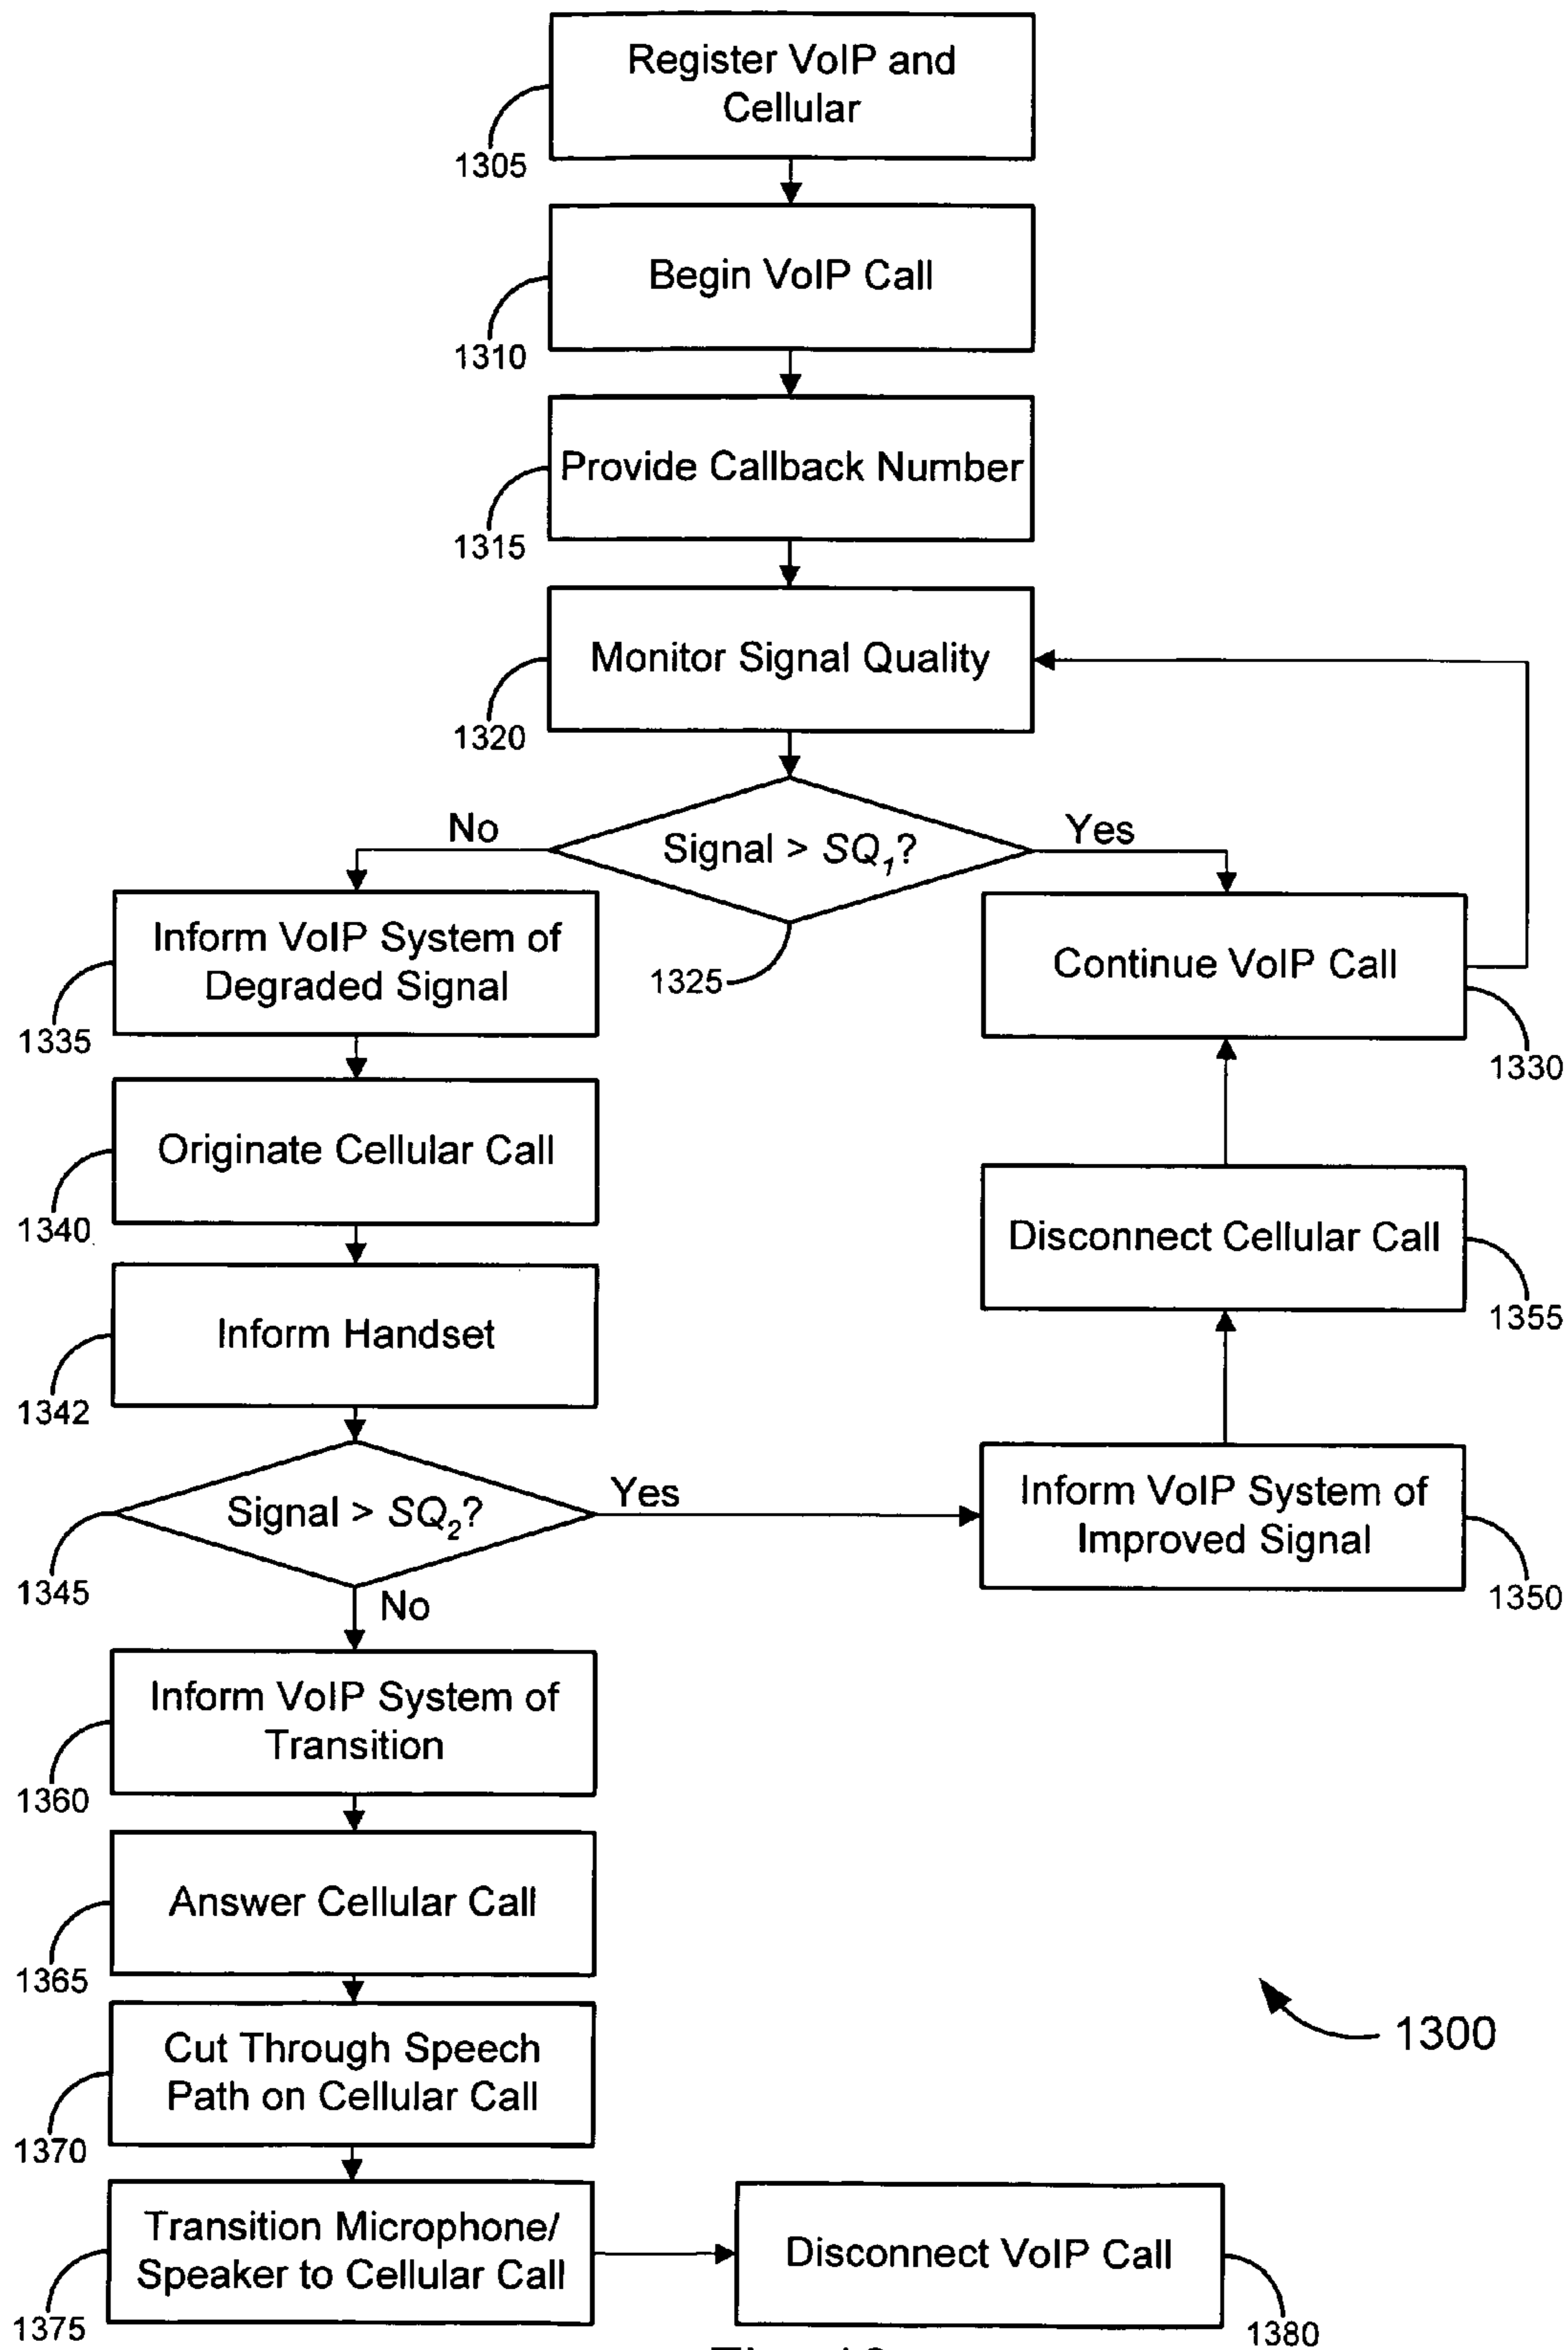 Register VoIP and
Cellular
1305
Begin VoIP Call
1310
Provide Callback Number
1315
Monitor Signal Quality
1320
No
Signal > SQ1?
Yes
1325
Inform VoIP System of
Degraded Signal
1335
Continue VoIP Call
1330
Originate Cellular Call
1340
Disconnect Cellular Call
1355
Inform Handset
1342
Signal > SQ2?
Yes
1345
No
Inform VoIP System of
Improved Signal
1350
Inform VoIP System of
Transition
1360
Answer Cellular Call
1365
Cut Through Speech
Path on Cellular Call
1370
1300
Transition Microphone/
Speaker to Cellular Call
1375
Disconnect VoIP Call
1380